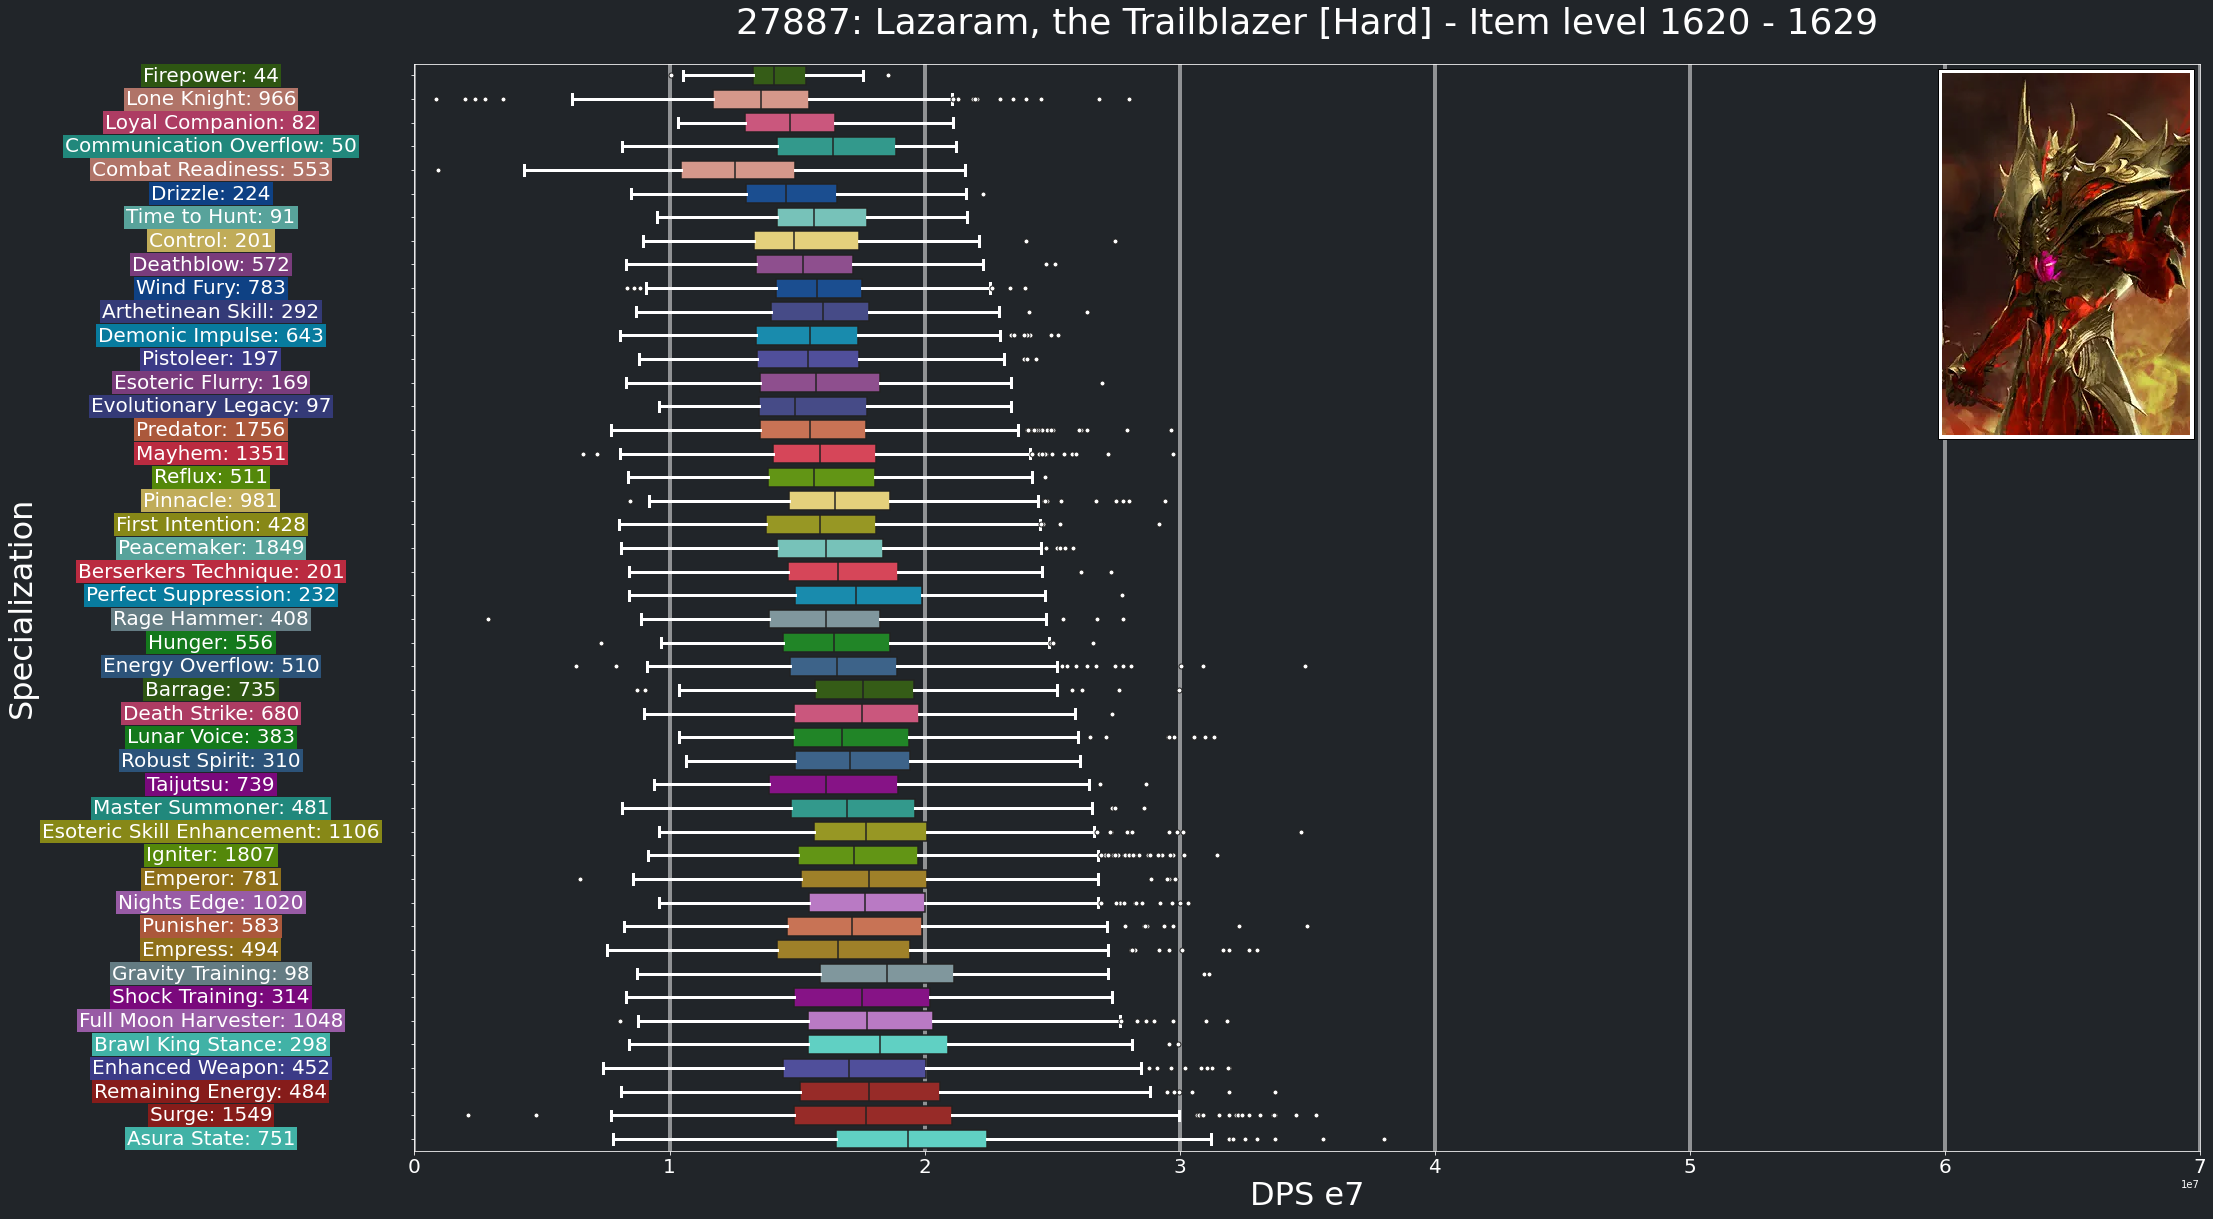 27887: Lazaram, the Trailblazer [Hard] - Item level 1620 - 1629
Specialization
Firepower: 44
Lone Knight: 966
Loyal Companion: 82
Communication Overflow: 50
Combat Readiness: 553
Drizzle: 224
Time to Hunt: 91
Control: 201
Deathblow: 572
Wind Fury: 783
Arthetinean Skill: 292
Demonic Impulse: 643
Pistoleer: 197
Esoteric Flurry: 169
Evolutionary Legacy: 97
Predator: 1756
Mayhem: 1351
Reflux: 511
Pinnacle: 981
First Intention: 428
Peacemaker: 1849
Berserkers Technique: 201
Perfect Suppression: 232
Rage Hammer: 408
Hunger: 556
Energy Overflow: 510
Barrage: 735
Death Strike: 680
Lunar Voice: 383
Robust Spirit: 310
Taijutsu: 739
Master Summoner: 481
Esoteric Skill Enhancement: 1106
Igniter: 1807
Emperor: 781
Nights Edge: 1020
Punisher: 583
Empress: 494
Gravity Training: 98
Shock Training: 314
Full Moon Harvester: 1048
Brawl King Stance: 298
Enhanced Weapon: 452
Remaining Energy: 484
Surge: 1549
Asura State: 751
0 1 2 3 4 5 6 7
1e7
DPS e7